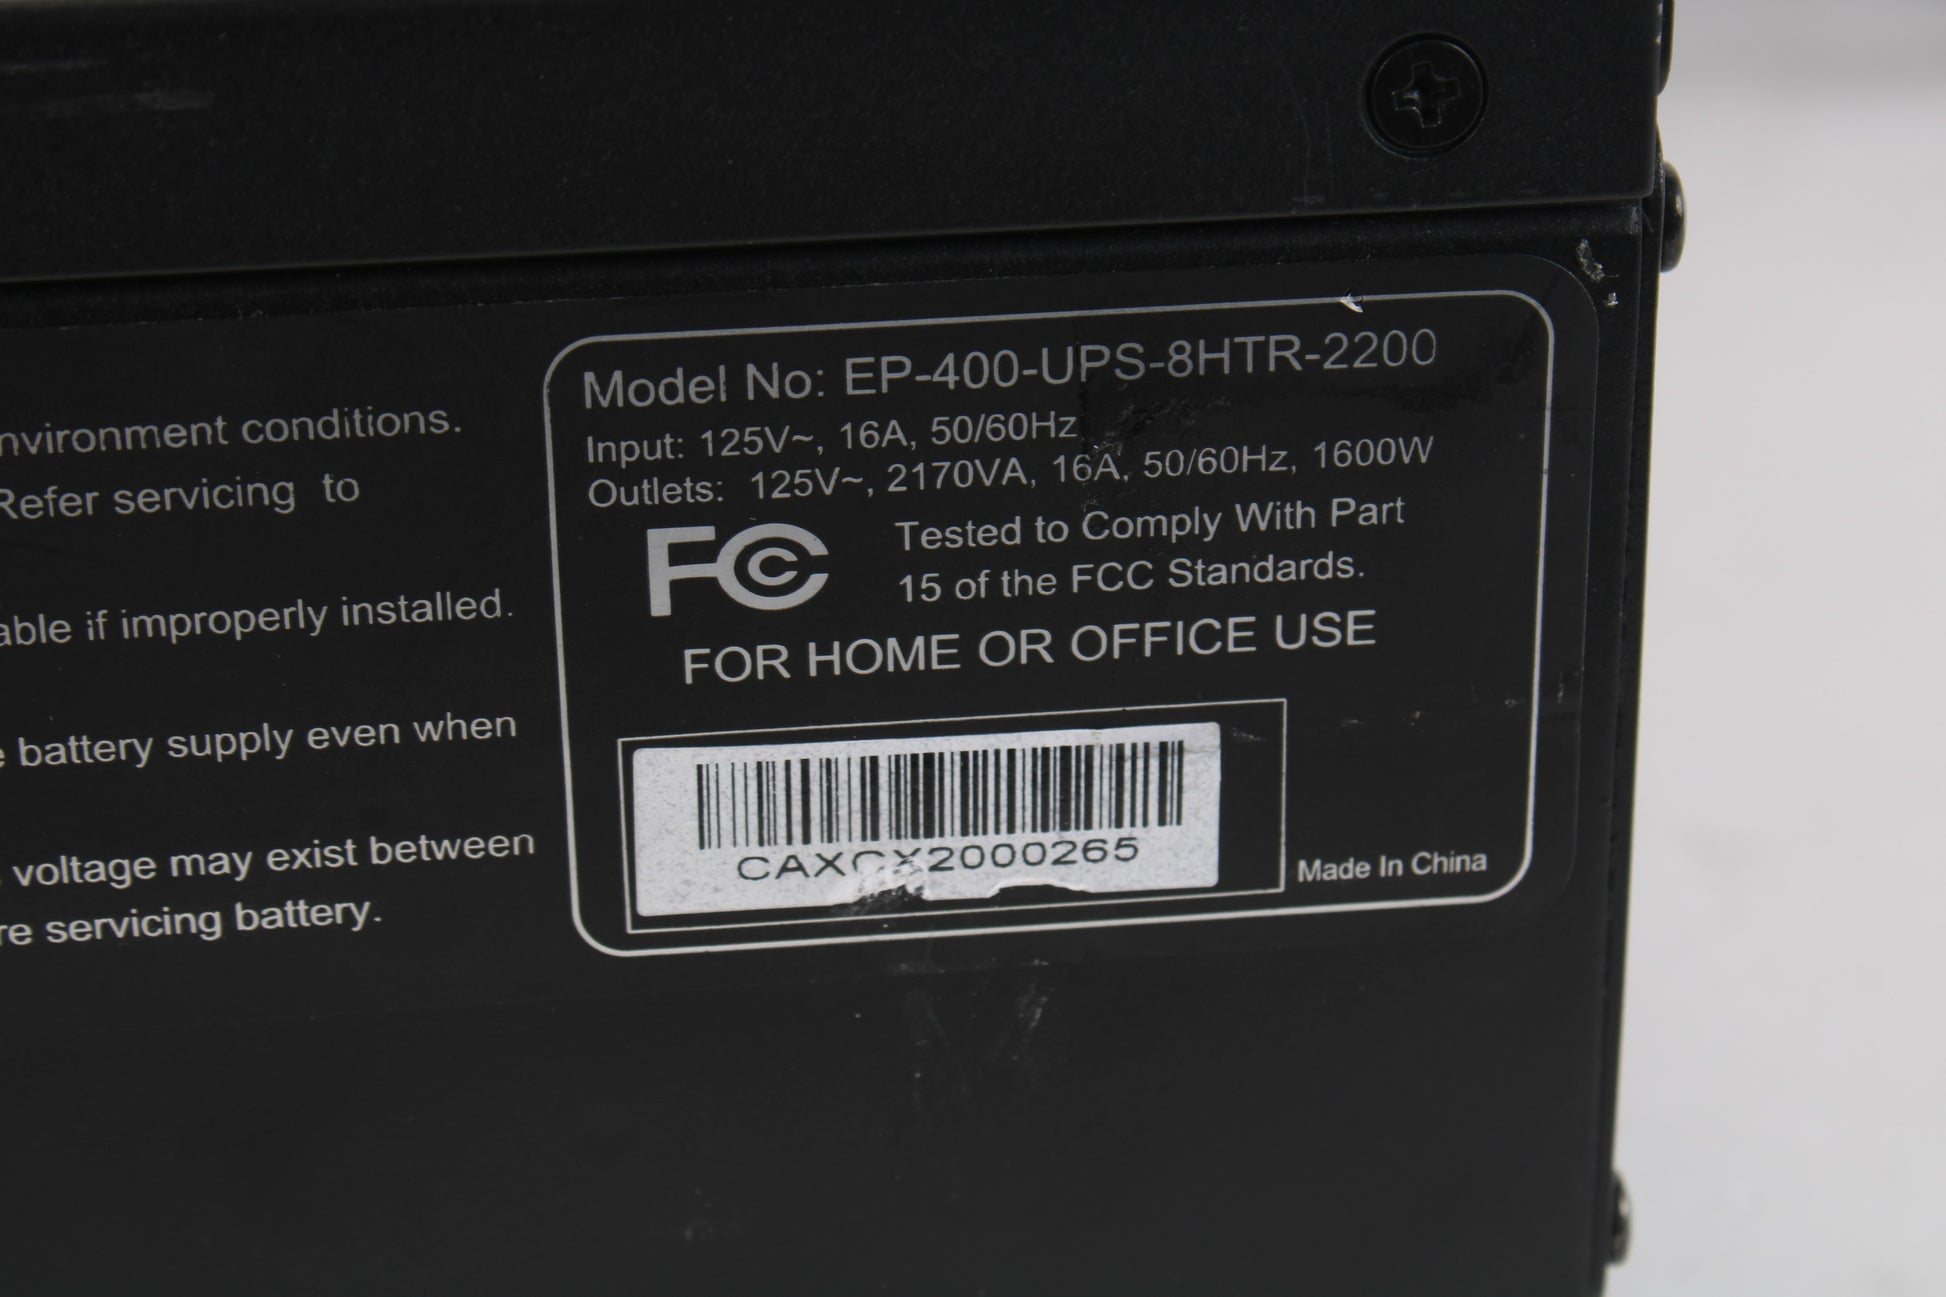 nvironment conditions.
Refer servicing to
able if improperly installed.
e battery supply even when
voltage may exist between
re servicing battery.
Model No: EP-400-UPS-8HTR-2200
Input: 125V~, 16A, 50/60Hz
Outlets: 125V~, 2170VA, 16A, 50/60Hz, 1600W
FC
Tested to Comply With Part
15 of the FCC Standards.
FOR HOME OR OFFICE USE
CAXCX2000265
Made In China